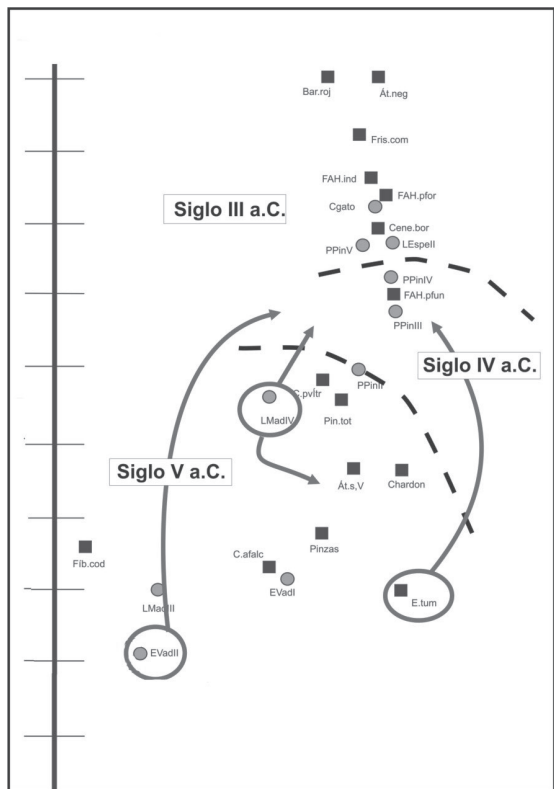 Bar.roj
Át.neg
Fris.com
FAH.ind
FAH.pfor
Cgato
Siglo III a.C.
Cene.bor
PPinV
LEspeII
PPinIV
FAH.pfun
PPinIII
Siglo IV a.C.
PPinII
C.pvÍtr
LMadIV
Pin.tot
Siglo V a.C.
Át.s,V
Chardon
Pinzas
Fíb.cod
C.afalc
EVadI
LMadIII
E.tum
EVadII